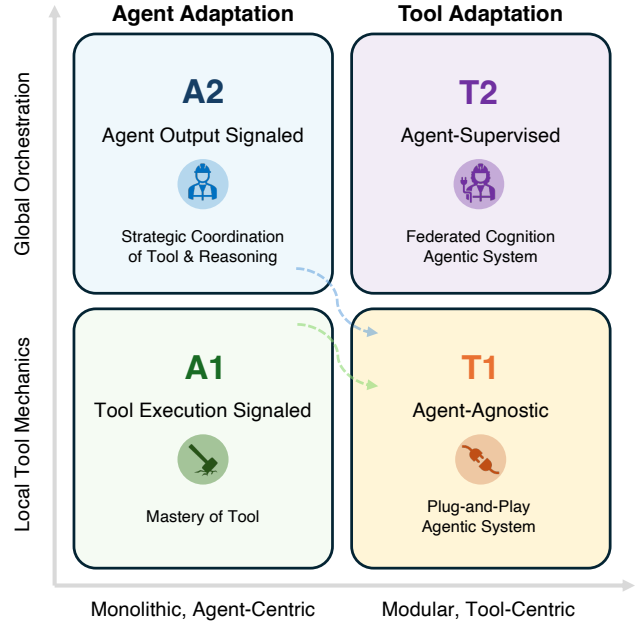 Agent Adaptation
Tool Adaptation
Global Orchestration
A2
Agent Output Signaled
Strategic Coordination
of Tool & Reasoning
T2
Agent-Supervised
Federated Cognition
Agentic System
Local Tool Mechanics
A1
Tool Execution Signaled
Mastery of Tool
T1
Agent-Agnostic
Plug-and-Play
Agentic System
Monolithic, Agent-Centric
Modular, Tool-Centric